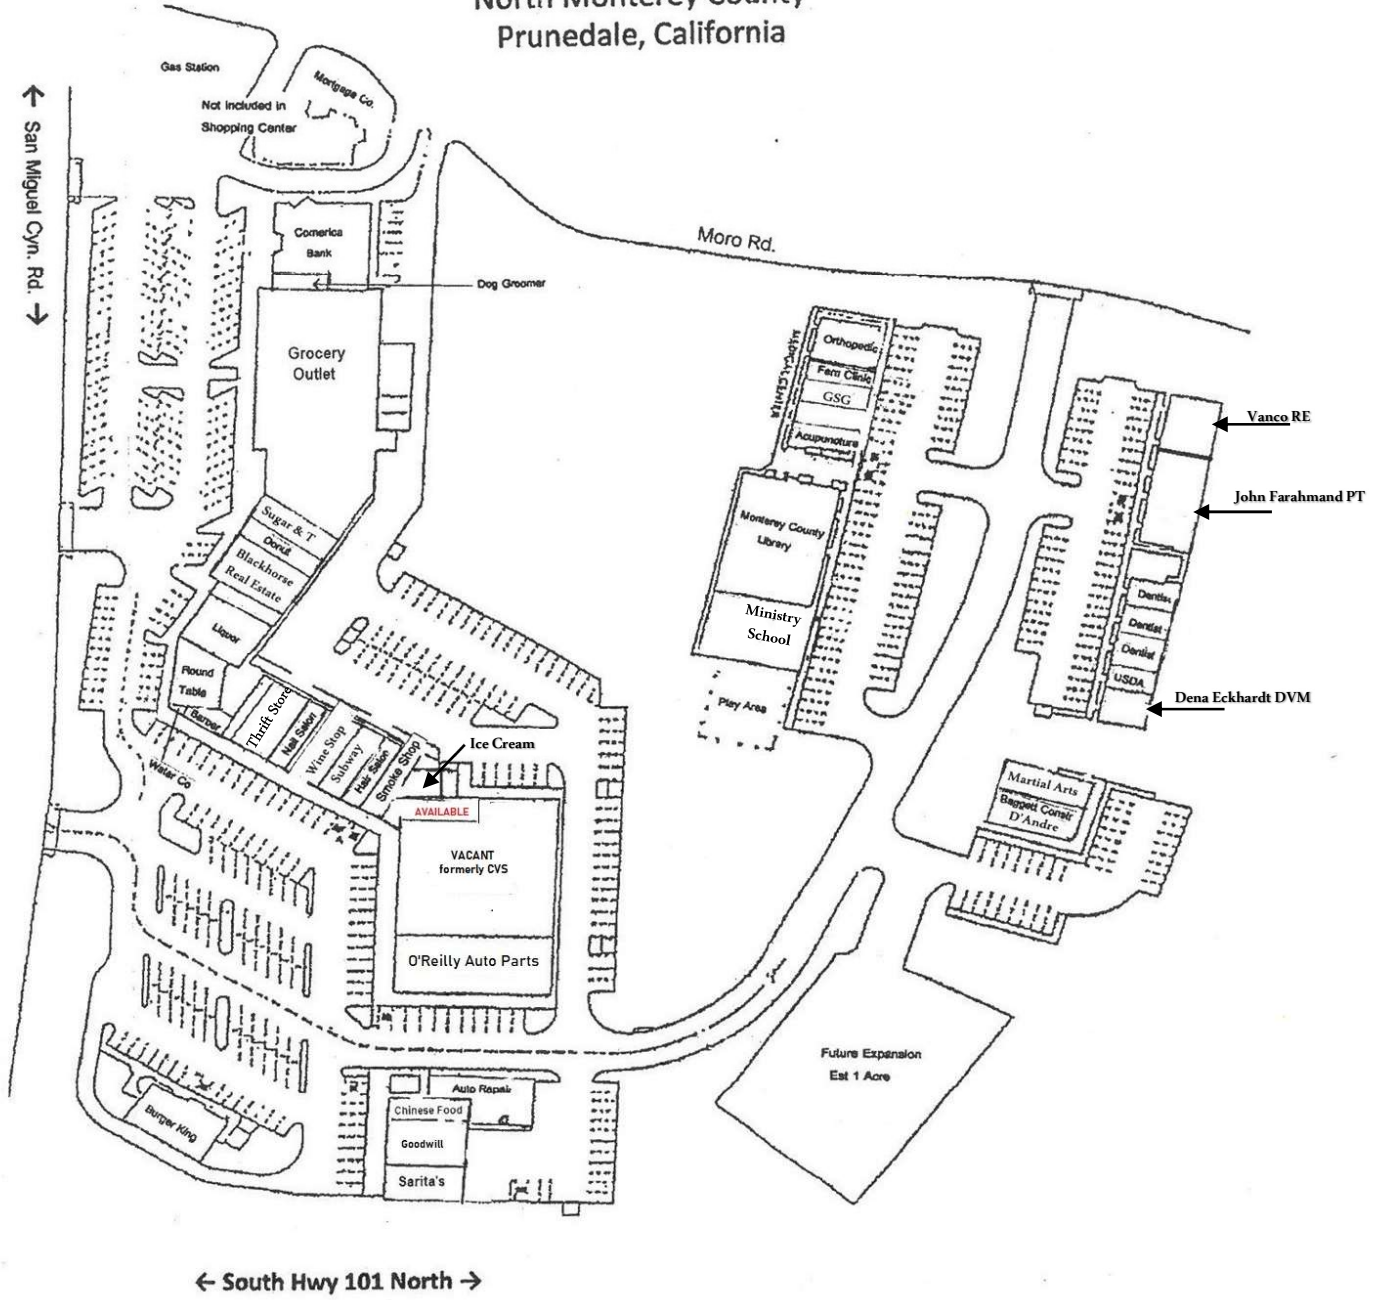 North Monterey County
Prunedale, California
Gas Station
Mortgage Co.
Not Included in
Shopping Center
← San Miguel Cyn. Rd. →
Comerica
Bank
Dog Groomer
Moro Rd.
Grocery
Outlet
MEDICAL CENTER
Orthopedic
Fam Clinic
GSG
Acupuncture
Vanco RE
John Farahmand PT
Sugar & T
Donut
Blackhorse
Real Estate
Liquor
Monterey County
Library
Ministry
School
Play Area
Dentist
Dentist
Dentist
USDA
Dena Eckhardt DVM
Round
Table
Barber
Thrift Store
Nail Salon
Wine Stop
Subway
Hair Salon
Smoke Shop
Ice Cream
Water Co
AVAILABLE
VACANT
formerly CVS
O'Reilly Auto Parts
Martial Arts
Baggett Constr
D'Andre
Future Expansion
Est 1 Acre
Auto Repair
Chinese Food
Goodwill
Sarita's
Burger King
← South Hwy 101 North →